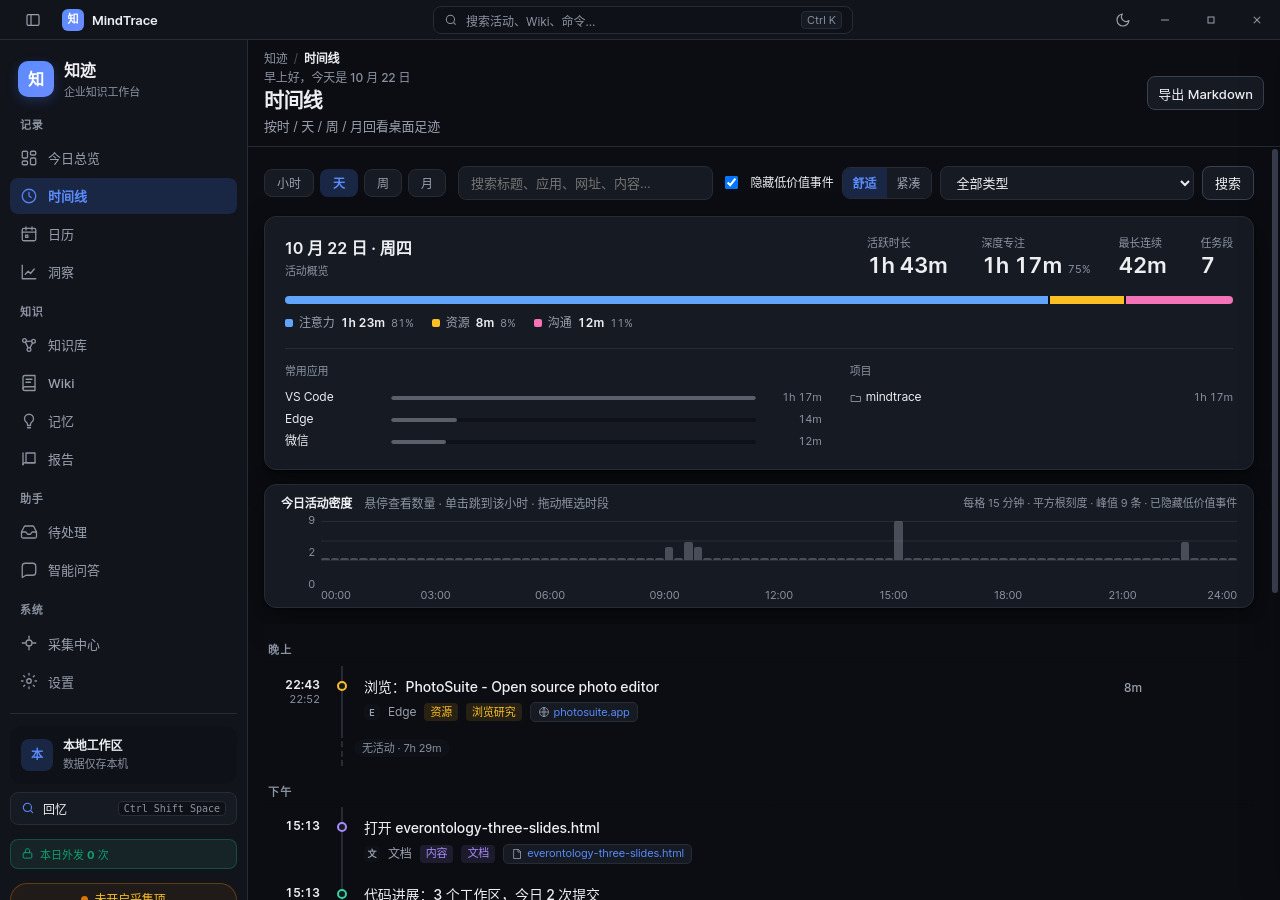 知 MindTrace
搜索活动、Wiki、命令... Ctrl K
知 知迹
企业知识工作台
记录
今日总览
时间线
日历
洞察
知识
知识库
Wiki
记忆
报告
助手
待处理
智能问答
系统
采集中心
设置
本 本地工作区
数据仅存本机
回忆 Ctrl Shift Space
本日外发 0 次
知迹 / 时间线
早上好，今天是 10 月 22 日
时间线
按时 / 天 / 周 / 月回看桌面足迹
导出 Markdown
小时 天 周 月 搜索标题、应用、网址、内容... 隐藏低价值事件 舒适 紧凑 全部类型 搜索
10 月 22 日 · 周四
活动概览
活跃时长 深度专注 最长连续 任务段
1h 43m 1h 17m 75% 42m 7
注意力 1h 23m 81% 资源 8m 8% 沟通 12m 11%
常用应用 项目
VS Code 1h 17m mindtrace 1h 17m
Edge 14m
微信 12m
今日活动密度 悬停查看数量 · 单击跳到该小时 · 拖动框选时段 每格 15 分钟 · 平方根刻度 · 峰值 9 条 · 已隐藏低价值事件
9
2
0
00:00 03:00 06:00 09:00 12:00 15:00 18:00 21:00 24:00
晚上
22:43 浏览：PhotoSuite - Open source photo editor 8m
22:52 E Edge 资源 浏览研究 photosuite.app
无活动 · 7h 29m
下午
15:13 打开 everontology-three-slides.html
文 文档 内容 文档 everontology-three-slides.html
15:13 代码进展：3 个工作区，今日 2 次提交